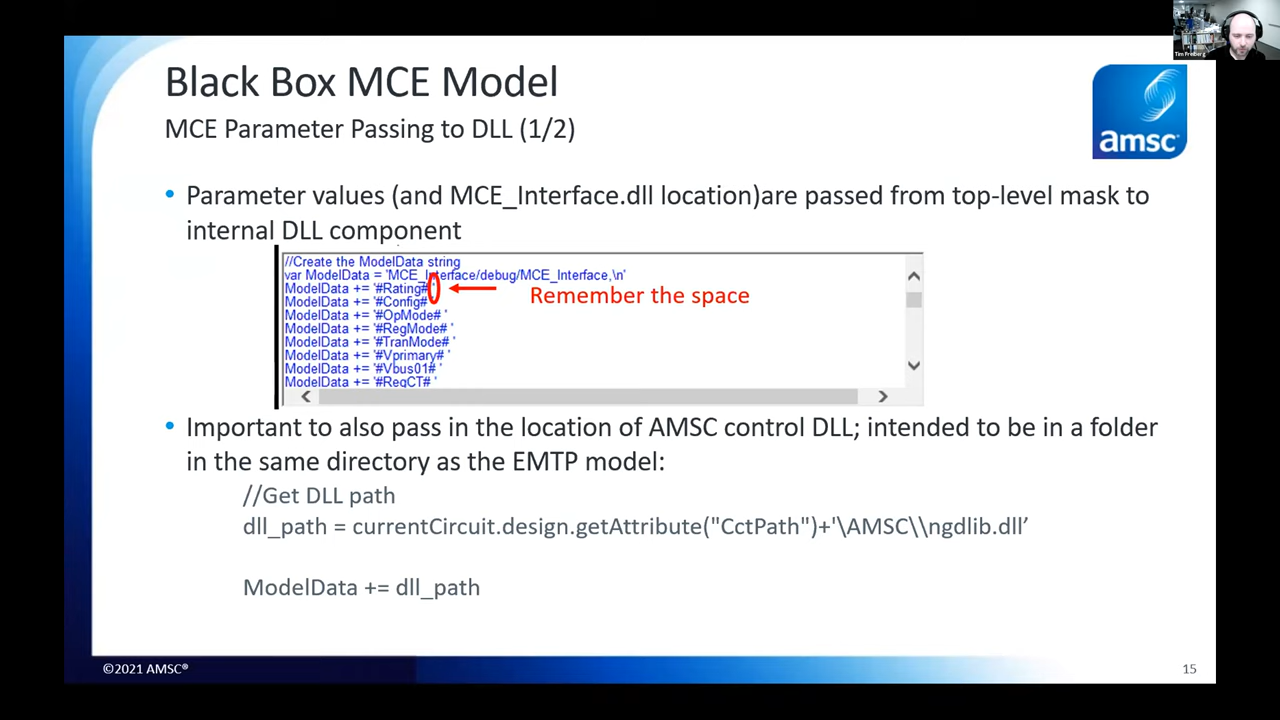 Tim Freiberg
Black Box MCE Model
MCE Parameter Passing to DLL (1/2)
amsc
• Parameter values (and MCE_Interface.dll location)are passed from top-level mask to
internal DLL component
//Create the ModelData string
var ModelData = 'MCE_Interface/debug/MCE_Interface,\n'
ModelData += '#Rating# '
ModelData += '#Config# '
ModelData += '#OpMode# '
ModelData += '#RegMode# '
ModelData += '#TranMode# '
ModelData += '#Vprimary# '
ModelData += '#Vbus01# '
ModelData += '#RegCT# '
Remember the space
• Important to also pass in the location of AMSC control DLL; intended to be in a folder
in the same directory as the EMTP model:
//Get DLL path
dll_path = currentCircuit.design.getAttribute("CctPath")+'\AMSC\\ngdlib.dll’
ModelData += dll_path
©2021 AMSC®
15